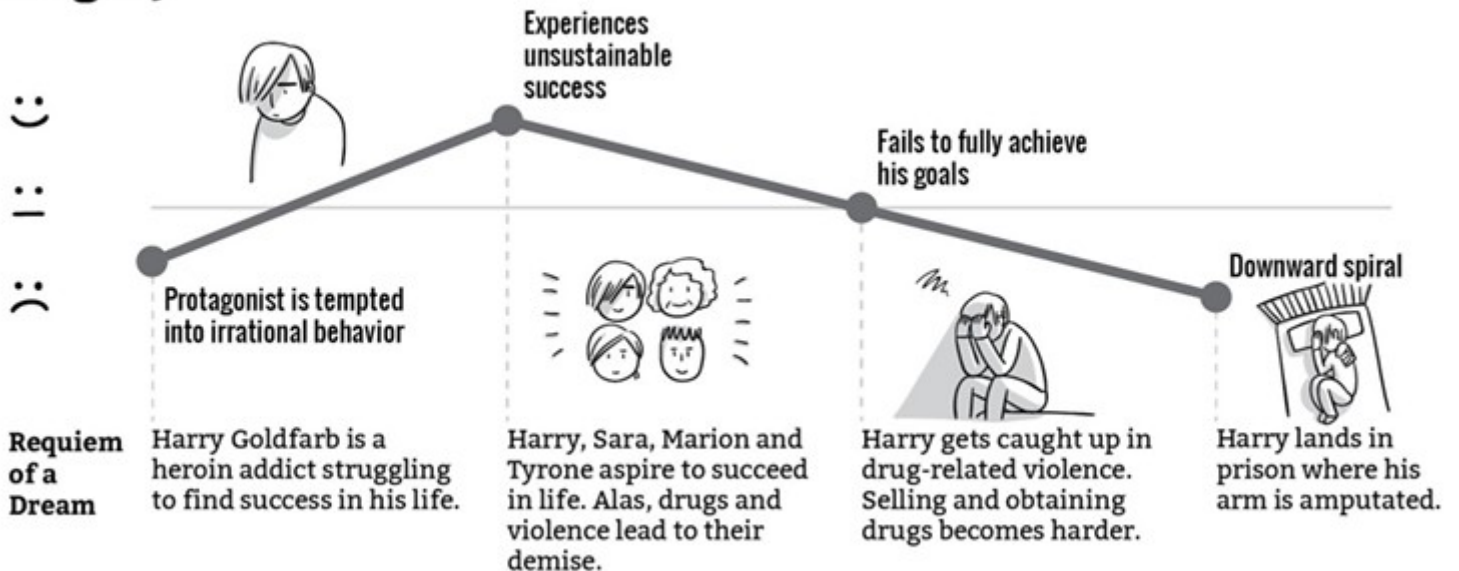 Experiences
unsustainable
success
Fails to fully achieve
his goals
Downward spiral
Protagonist is tempted
into irrational behavior
Requiem
of a
Dream
Harry Goldfarb is a
heroin addict struggling
to find success in his life.
Harry, Sara, Marion and
Tyrone aspire to succeed
in life. Alas, drugs and
violence lead to their
demise.
Harry gets caught up in
drug-related violence.
Selling and obtaining
drugs becomes harder.
Harry lands in
prison where his
arm is amputated.